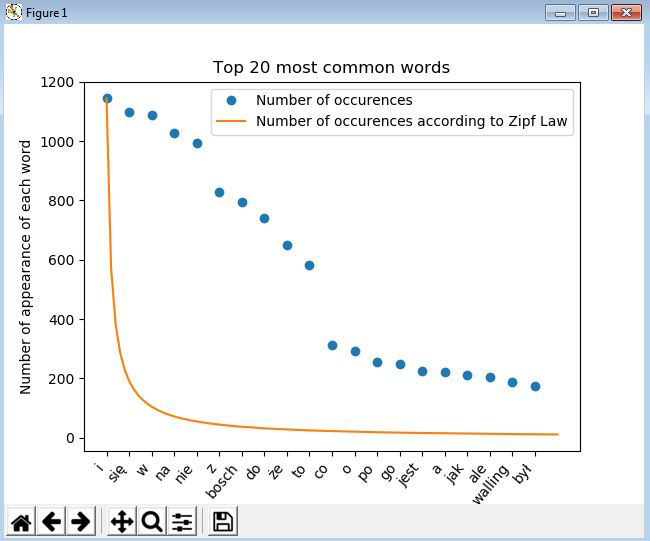 Figure 1
Top 20 most common words
Number of occurences
Number of occurences according to Zipf Law
Number of appearance of each word
1200
1000
800
600
400
200
0
i
się
w
na
nie
z
bosch
do
że
to
co
o
po
go
jest
a
jak
ale
walling
był